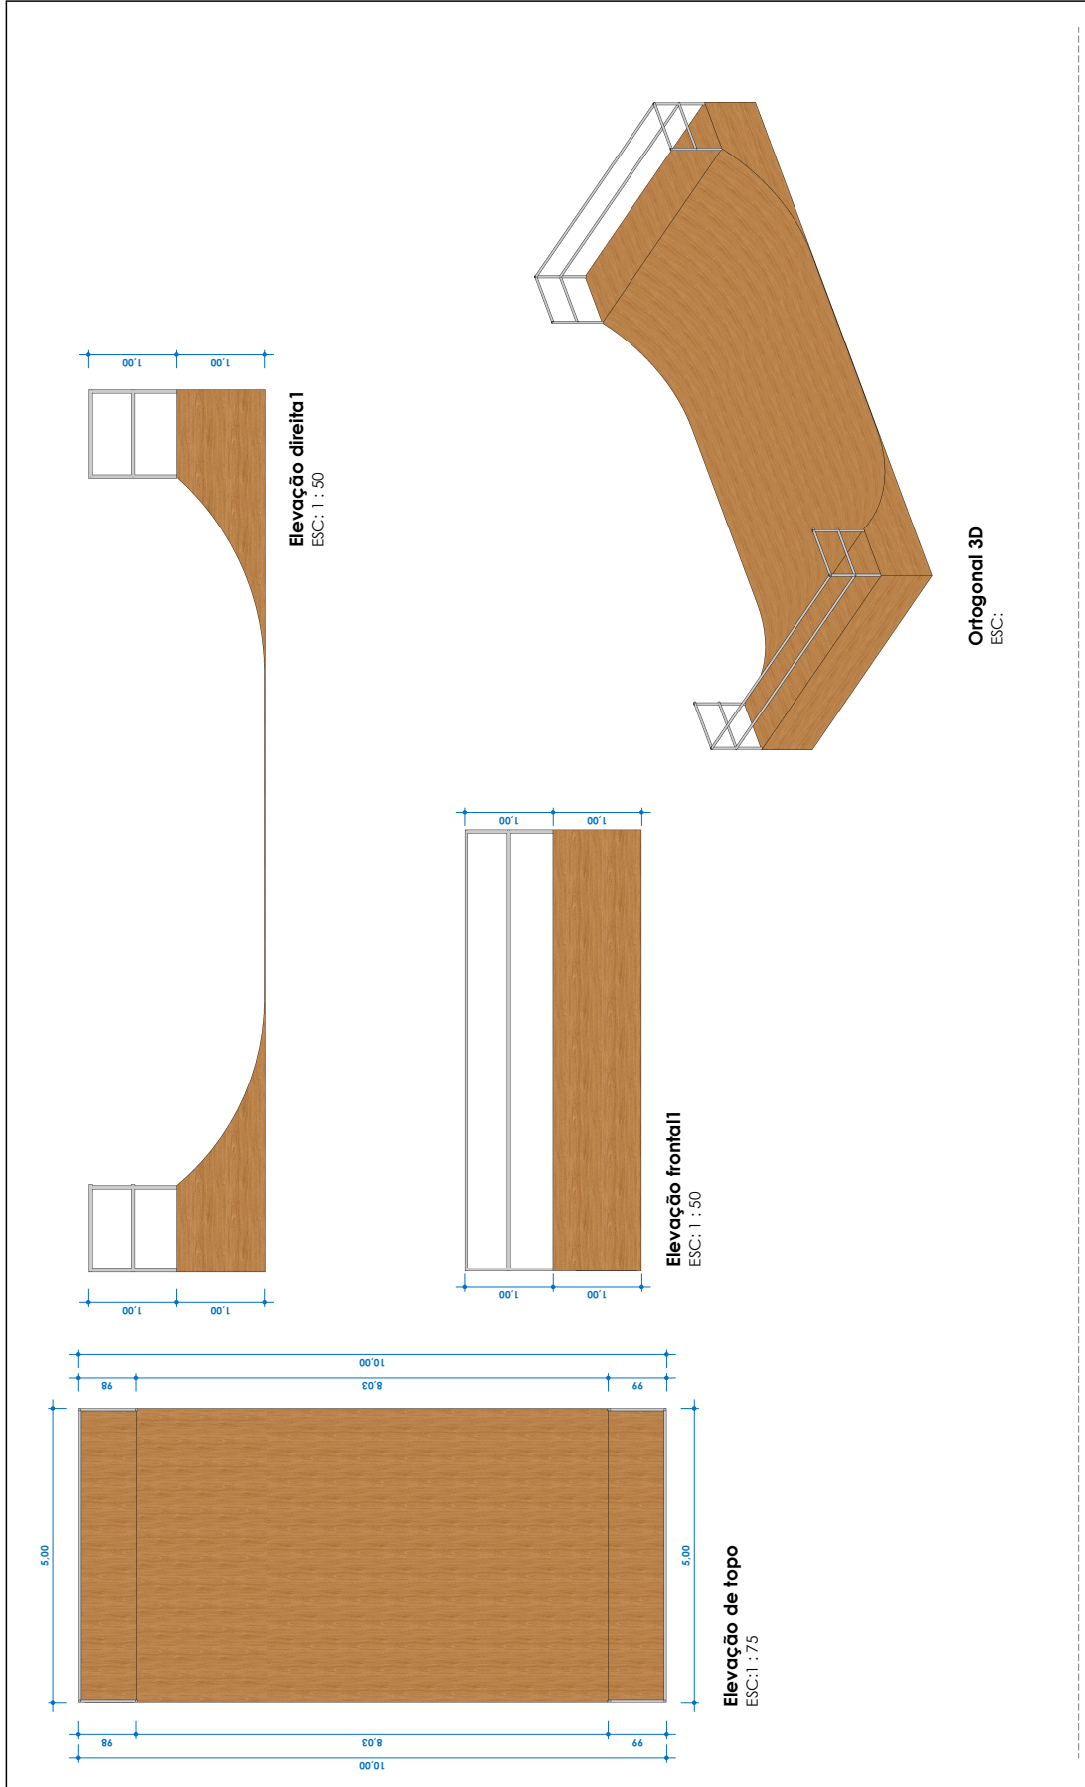 Elevação direita1
ESC: 1 : 50
1,00
1,00
1,00
1,00
Elevação frontal1
ESC: 1 : 50
1,00
1,00
1,00
1,00
Ortogonal 3D
ESC:
Elevação de topo
ESC:1 : 75
5,00
5,00
10,00
98
8,03
99
98
8,03
99
10,00